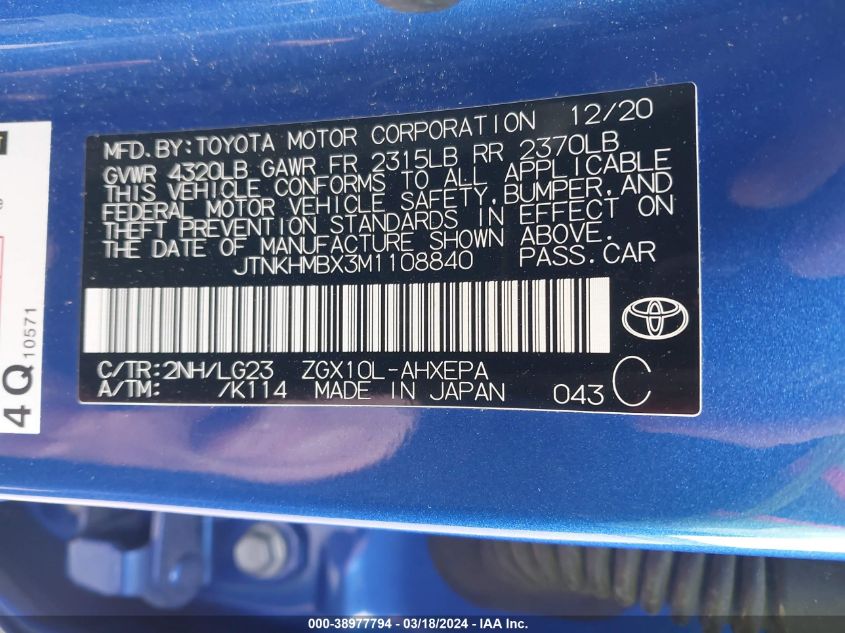 MFD. BY: TOYOTA MOTOR CORPORATION 12/20
GVWR 4320LB GAWR FR 2315LB RR 2370LB
THIS VEHICLE CONFORMS TO ALL APPLICABLE
FEDERAL MOTOR VEHICLE SAFETY, BUMPER, AND
THEFT PREVENTION STANDARDS IN EFFECT ON
THE DATE OF MANUFACTURE SHOWN ABOVE.
JTNKHMBX3M1108840 PASS. CAR
C/TR: 2NH/LG23 ZGX10L-AHXEPA
A/TM: /K114 MADE IN JAPAN 043 C
4Q 10571
000-38977794 - 03/18/2024 - IAA Inc.